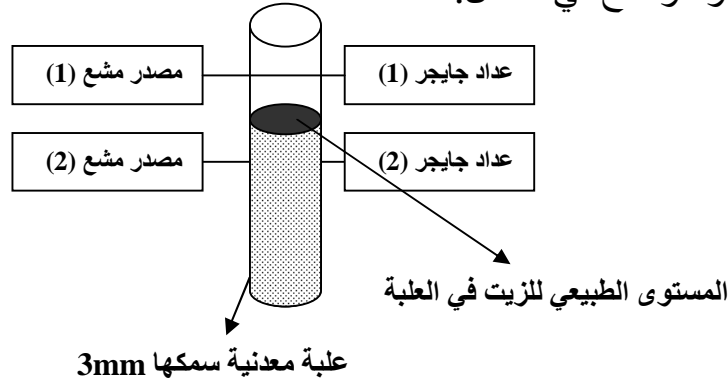 عداد جايجر (1) مصدر مشع (1)
عداد جايجر (2) مصدر مشع (2)
المستوى الطبيعي للزيت في العلبة
علبة معدنية سمكها 3mm